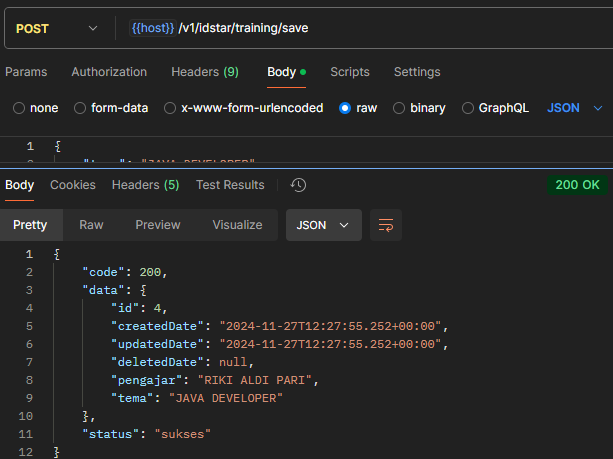 POST {{host}} /v1/idstar/training/save
Params Authorization Headers (9) Body Scripts Settings
none form-data x-www-form-urlencoded raw binary GraphQL JSON
1 {
"JAVA DEVELOPER"
Body Cookies Headers (5) Test Results 200 OK
Pretty Raw Preview Visualize JSON
1 {
2 "code": 200,
3 "data": {
4 "id": 4,
5 "createdDate": "2024-11-27T12:27:55.252+00:00",
6 "updatedDate": "2024-11-27T12:27:55.252+00:00",
7 "deletedDate": null,
8 "pengajar": "RIKI ALDI PARI",
9 "tema": "JAVA DEVELOPER"
10 },
11 "status": "sukses"
12 }